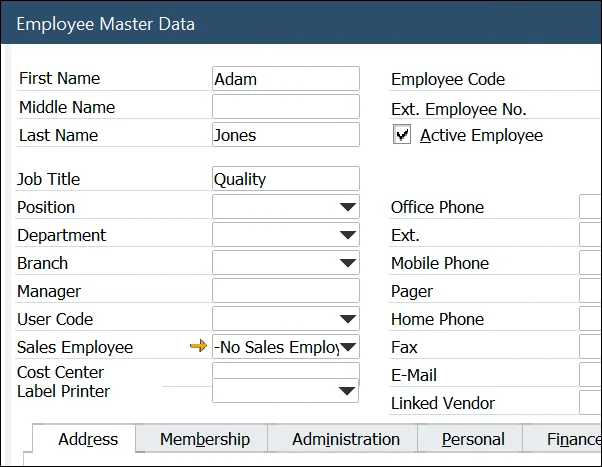 Employee Master Data
First Name Adam Employee Code
Middle Name Ext. Employee No.
Last Name Jones Active Employee
Job Title Quality
Position Office Phone
Department Ext.
Branch Mobile Phone
Manager Pager
User Code Home Phone
Sales Employee -No Sales Employ Fax
Cost Center E-Mail
Label Printer
Linked Vendor
Address Membership Administration Personal Finance